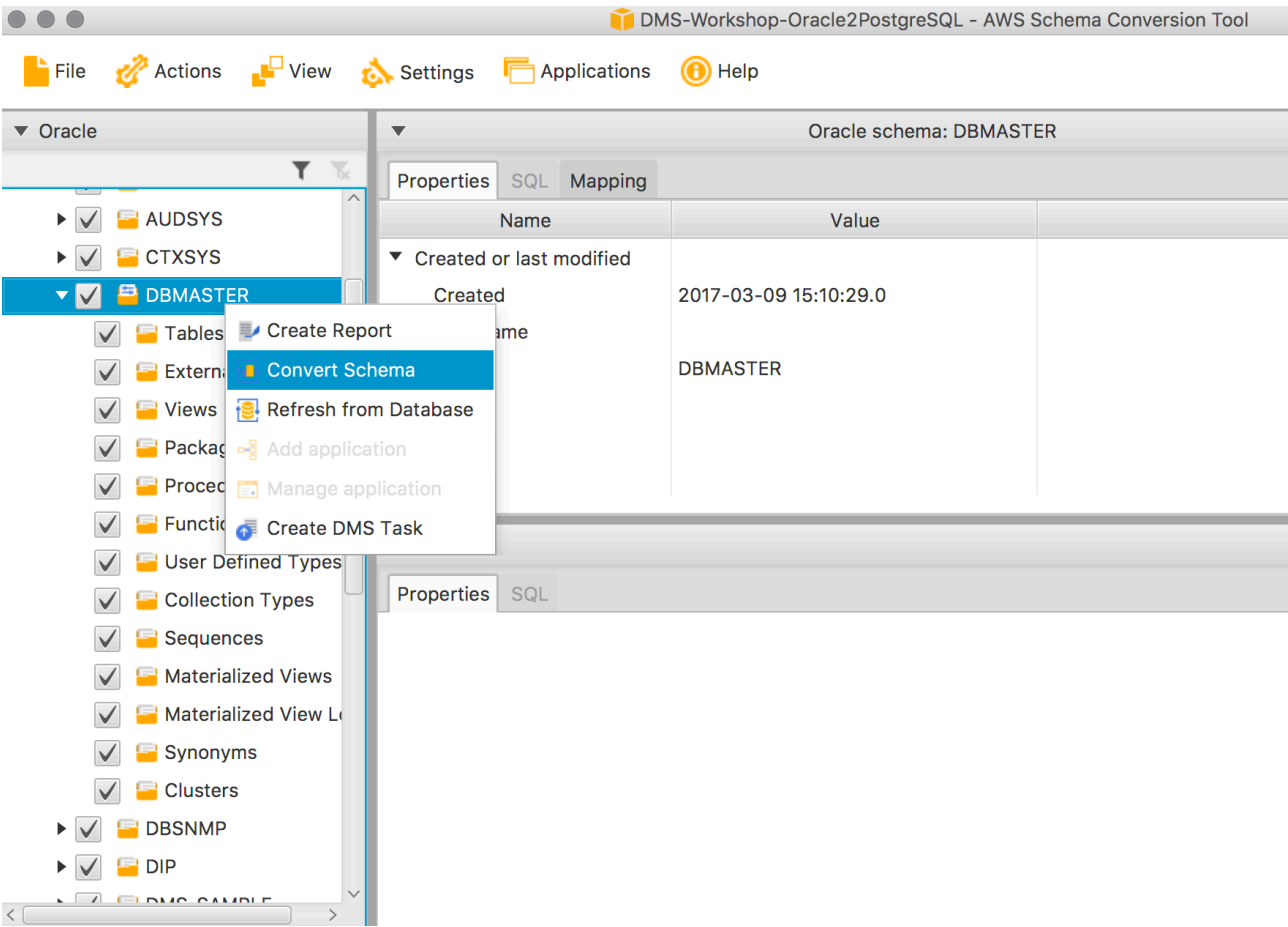 DMS-Workshop-Oracle2PostgreSQL - AWS Schema Conversion Tool
File Actions View Settings Applications Help
Oracle
Oracle schema: DBMASTER
Properties SQL Mapping
Name Value
AUDSYS
CTXSYS
DBMASTER
Tables
Views
User Defined Types
Collection Types
Sequences
Materialized Views
Materialized View
Synonyms
Clusters
DBSNMP
DIP
Create Report
Convert Schema
Refresh from Database
Add application
Manage application
Create DMS Task
Created or last modified
Created 2017-03-09 15:10:29.0
DBMASTER
Properties SQL